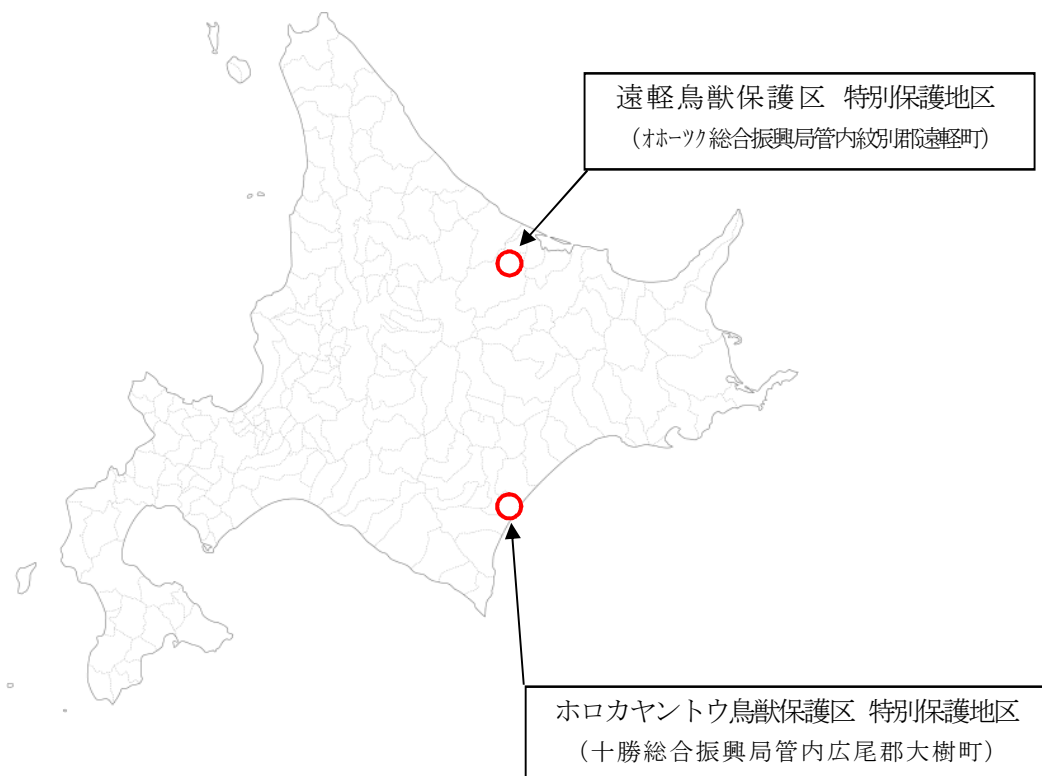 遠軽鳥獣保護区 特別保護地区
（ｵﾎｰﾂｸ総合振興局管内紋別郡遠軽町）
ホロカヤントウ鳥獣保護区 特別保護地区
（十勝総合振興局管内広尾郡大樹町）